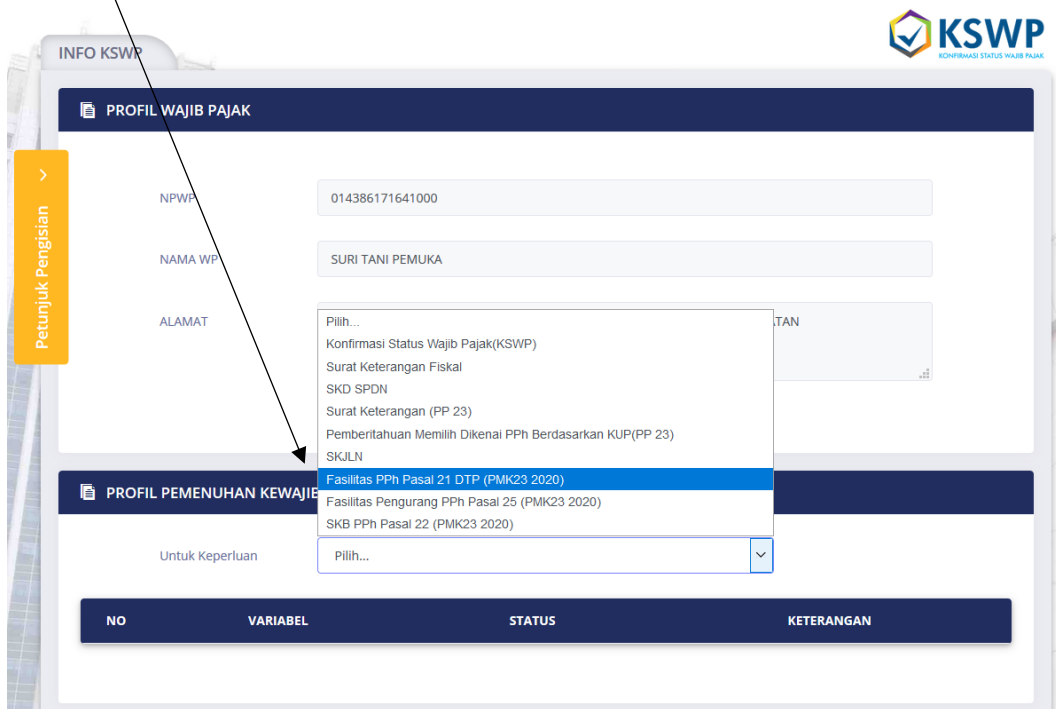 KSWP
KONFIRMASI STATUS WAJIB PAJAK
INFO KSWP
PROFIL WAJIB PAJAK
Petunjuk Pengisian
NPWP
014386171641000
NAMA WP
SURI TANI PEMUKA
ALAMAT
TAN
Pilih...
Konfirmasi Status Wajib Pajak(KSWP)
Surat Keterangan Fiskal
SKD SPDN
Surat Keterangan (PP 23)
Pemberitahuan Memilih Dikenai PPh Berdasarkan KUP(PP 23)
SKJLN
Fasilitas PPh Pasal 21 DTP (PMK23 2020)
Fasilitas Pengurang PPh Pasal 25 (PMK23 2020)
SKB PPh Pasal 22 (PMK23 2020)
PROFIL PEMENUHAN KEWAJIB
Untuk Keperluan
Pilih...
NO VARIABEL STATUS KETERANGAN